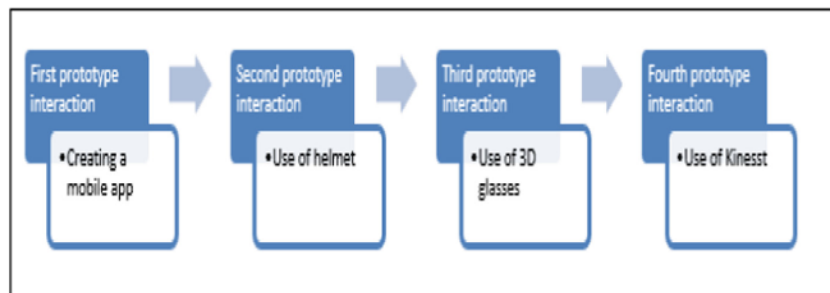 First prototype
interaction
•Creating a
mobile app
Second prototype
interaction
•Use of helmet
Third prototype
interaction
•Use of 3D
glasses
Fourth prototype
interaction
•Use of Kinesst